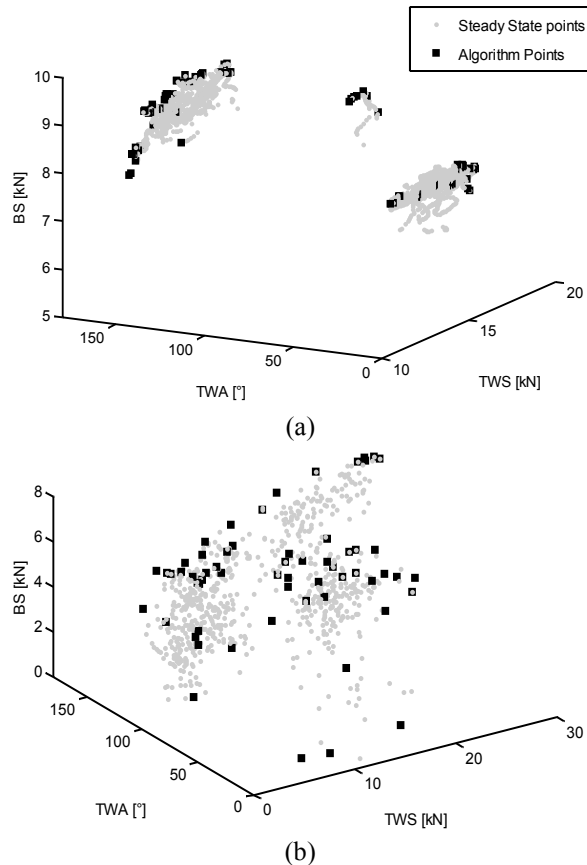 Steady State points
Algorithm Points
10
9
8
7
6
5
BS [kN]
150
100
50
0
TWA [°]
10
15
20
TWS [kN]
(a)
8
6
4
2
0
BS [kN]
150
100
50
0
TWA [°]
0
10
20
30
TWS [kN]
(b)